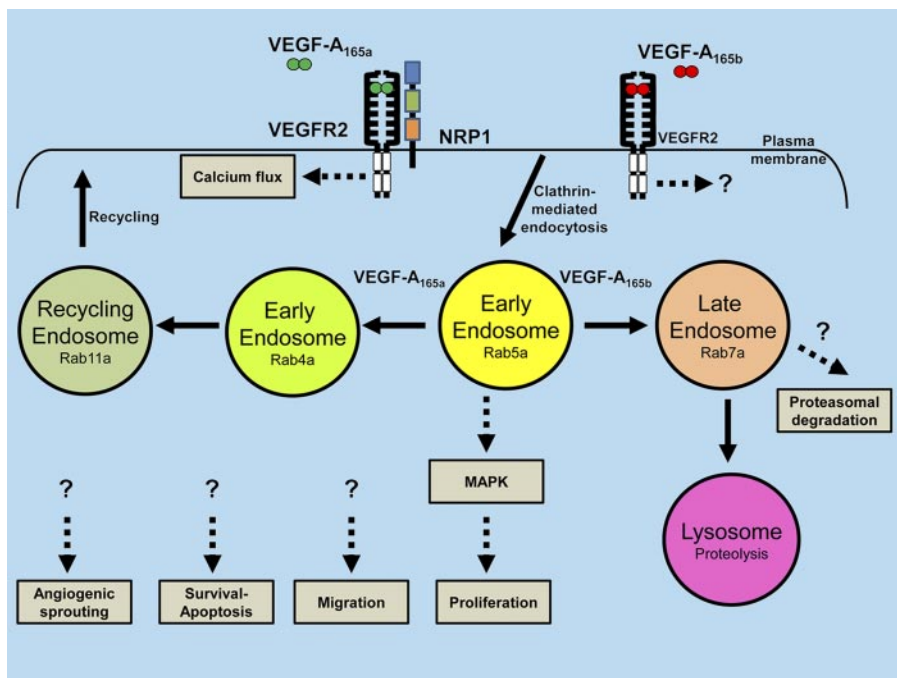 VEGF-A165a
VEGF-A165b
VEGFR2
NRP1
VEGFR2
Plasma
membrane
Calcium flux
?
Recycling
Clathrin-
mediated
endocytosis
VEGF-A165a
VEGF-A165b
Recycling
Endosome
Rab11a
Early
Endosome
Rab4a
Early
Endosome
Rab5a
Late
Endosome
Rab7a
?
Proteasomal
degradation
MAPK
?
?
?
Lysosome
Proteolysis
Angiogenic
sprouting
Survival-
Apoptosis
Migration
Proliferation